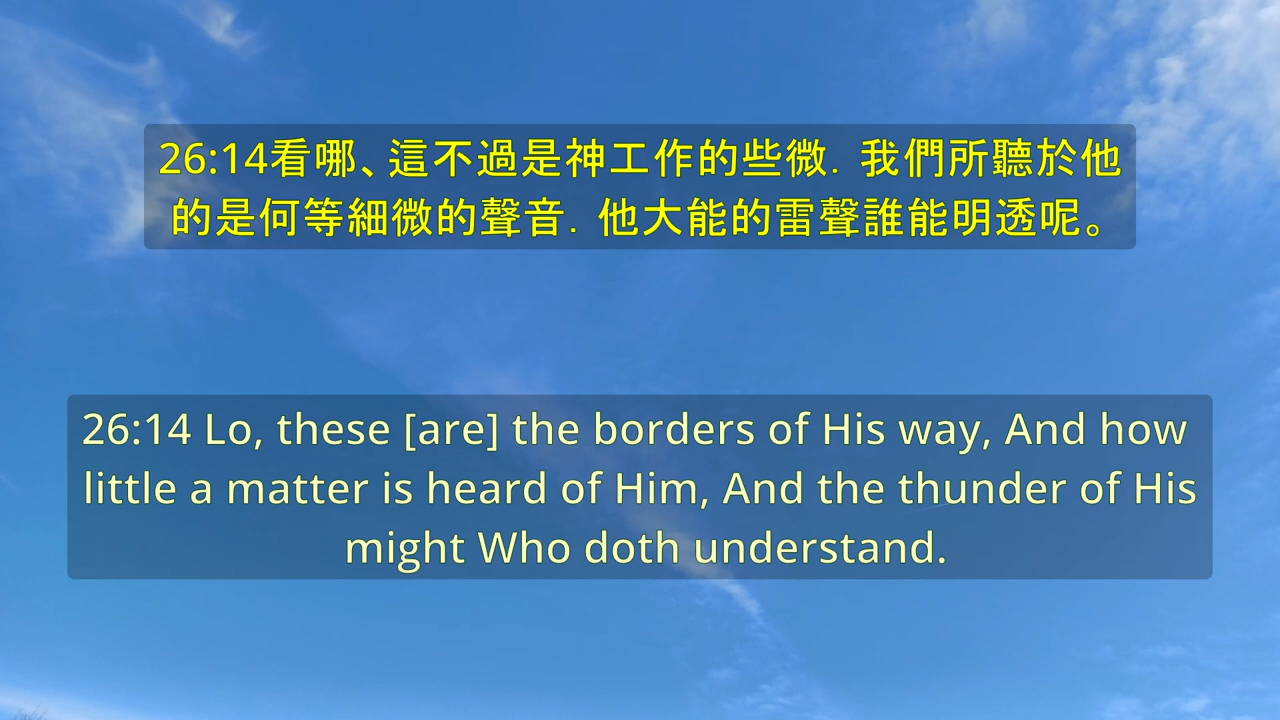 26:14看哪、這不過是神工作的些微．我們所聽於他
的是何等細微的聲音．他大能的雷聲誰能明透呢。
26:14 Lo, these [are] the borders of His way, And how
little a matter is heard of Him, And the thunder of His
might Who doth understand.